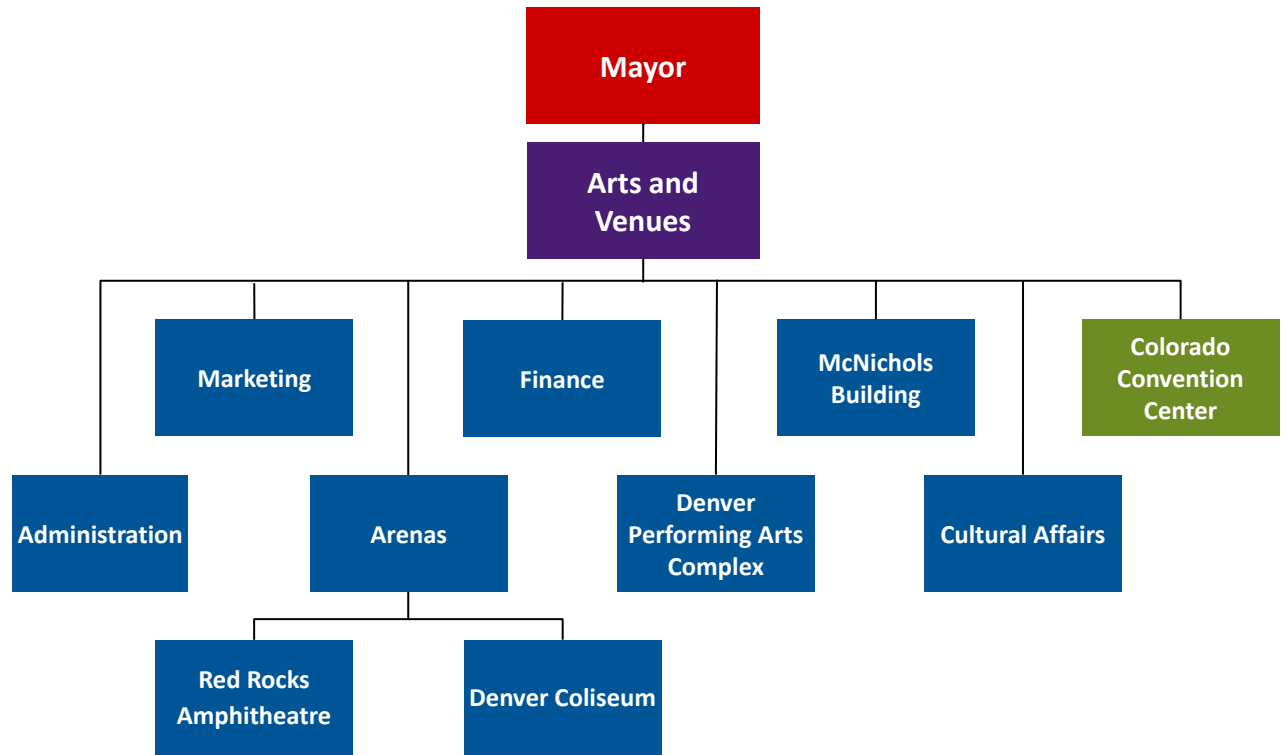 Mayor
Arts and
Venues
Marketing
Finance
McNichols
Building
Colorado
Convention
Center
Administration
Arenas
Denver
Performing Arts
Complex
Cultural Affairs
Red Rocks
Amphitheatre
Denver Coliseum